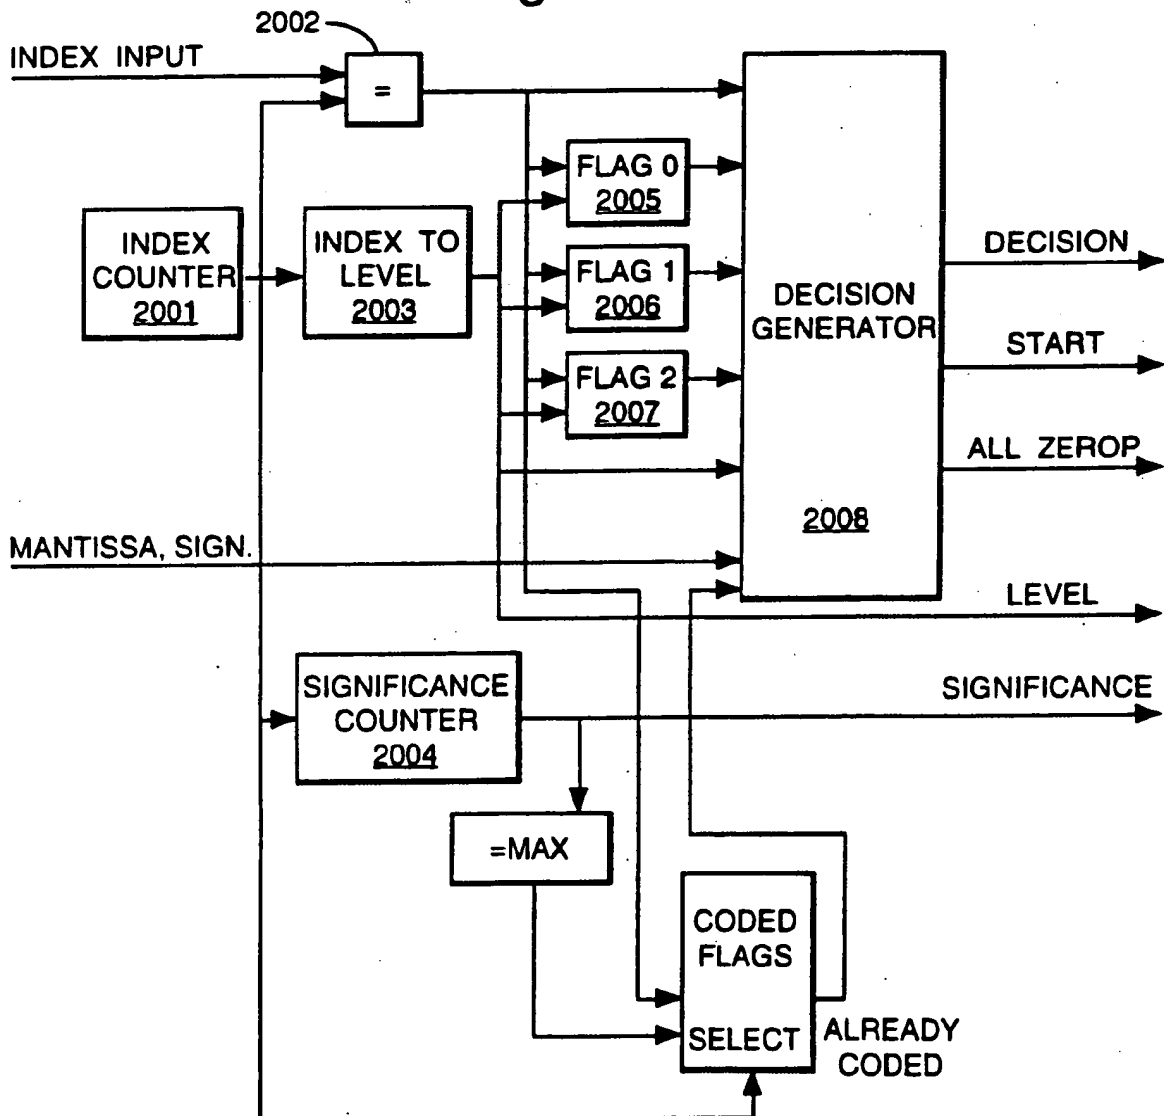 2002
INDEX INPUT
=
FLAG 0
2005
INDEX
COUNTER
2001
INDEX TO
LEVEL
2003
FLAG 1
2006
FLAG 2
2007
DECISION
GENERATOR
2008
DECISION
START
ALL ZEROP
MANTISSA, SIGN.
LEVEL
SIGNIFICANCE
COUNTER
2004
SIGNIFICANCE
=MAX
CODED
FLAGS
SELECT
ALREADY
CODED